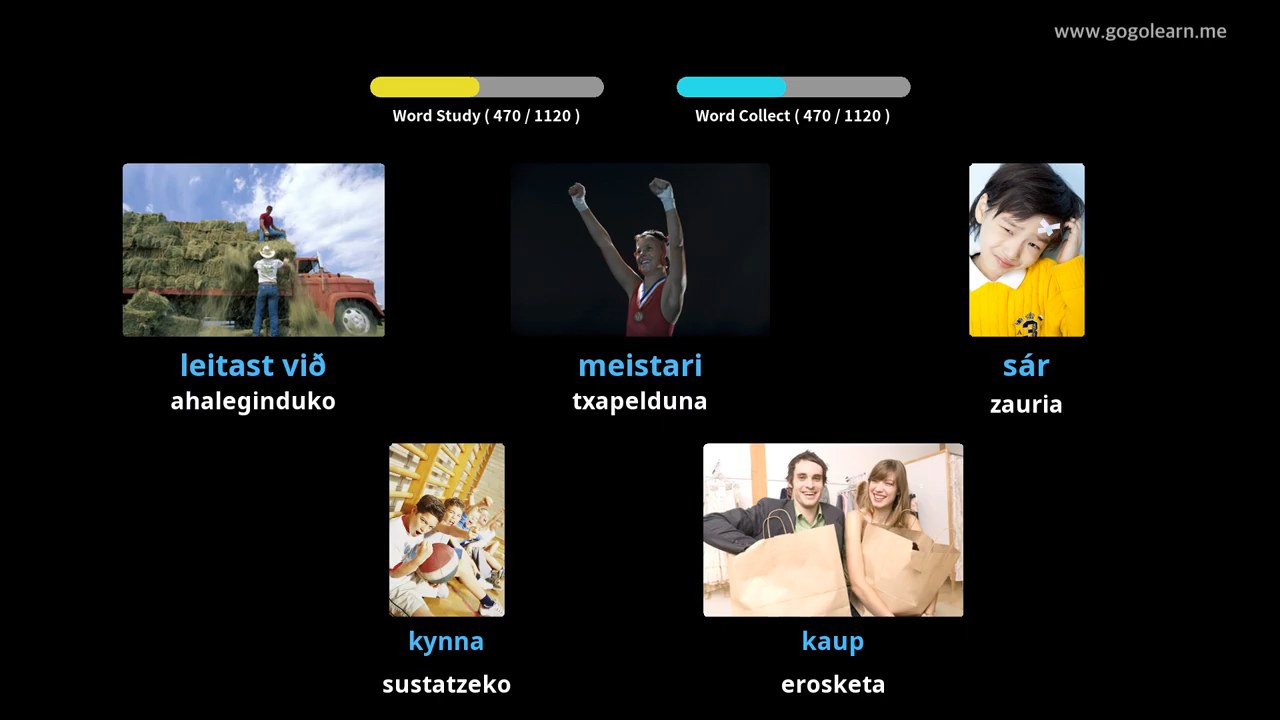 www.gogolearn.me
Word Study ( 470 / 1120 )
Word Collect ( 470 / 1120 )
leitast við
ahaleginduko
meistari
txapelduna
sár
zauria
kynna
sustatzeko
kaup
erosketa
3